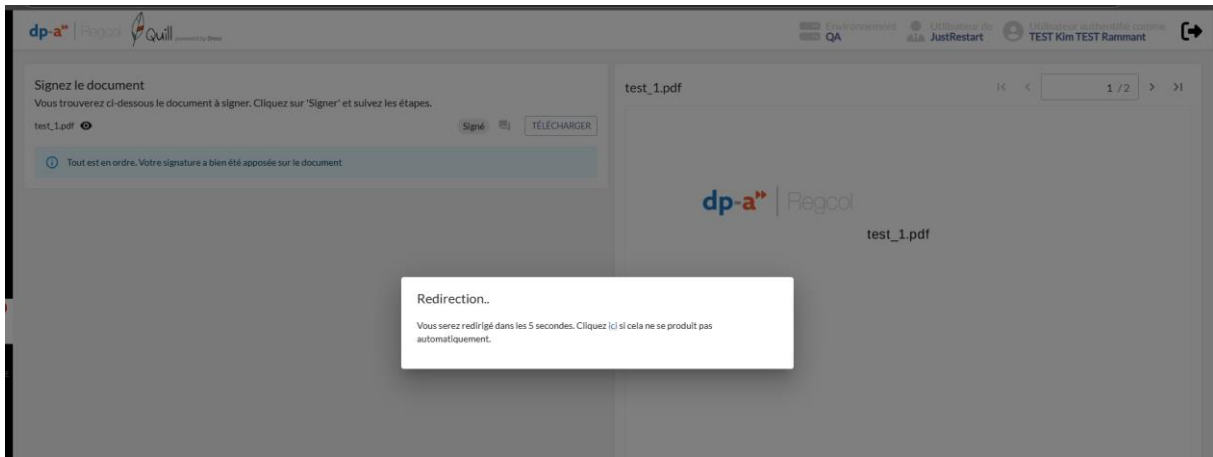 dp-a | Regcol Quill powered by Dioss
Environnement
QA
Utilisateur de
JustRestart
Utilisateur authentifié comme
TEST Kim TEST Rammant
Signez le document
Vous trouverez ci-dessous le document à signer. Cliquez sur 'Signer' et suivez les étapes.
test_1.pdf
Signé
TÉLÉCHARGER
Tout est en ordre. Votre signature a bien été apposée sur le document
test_1.pdf
1 / 2
dp-a | Regcol
test_1.pdf
Redirection..
Vous serez redirigé dans les 5 secondes. Cliquez ici si cela ne se produit pas
automatiquement.